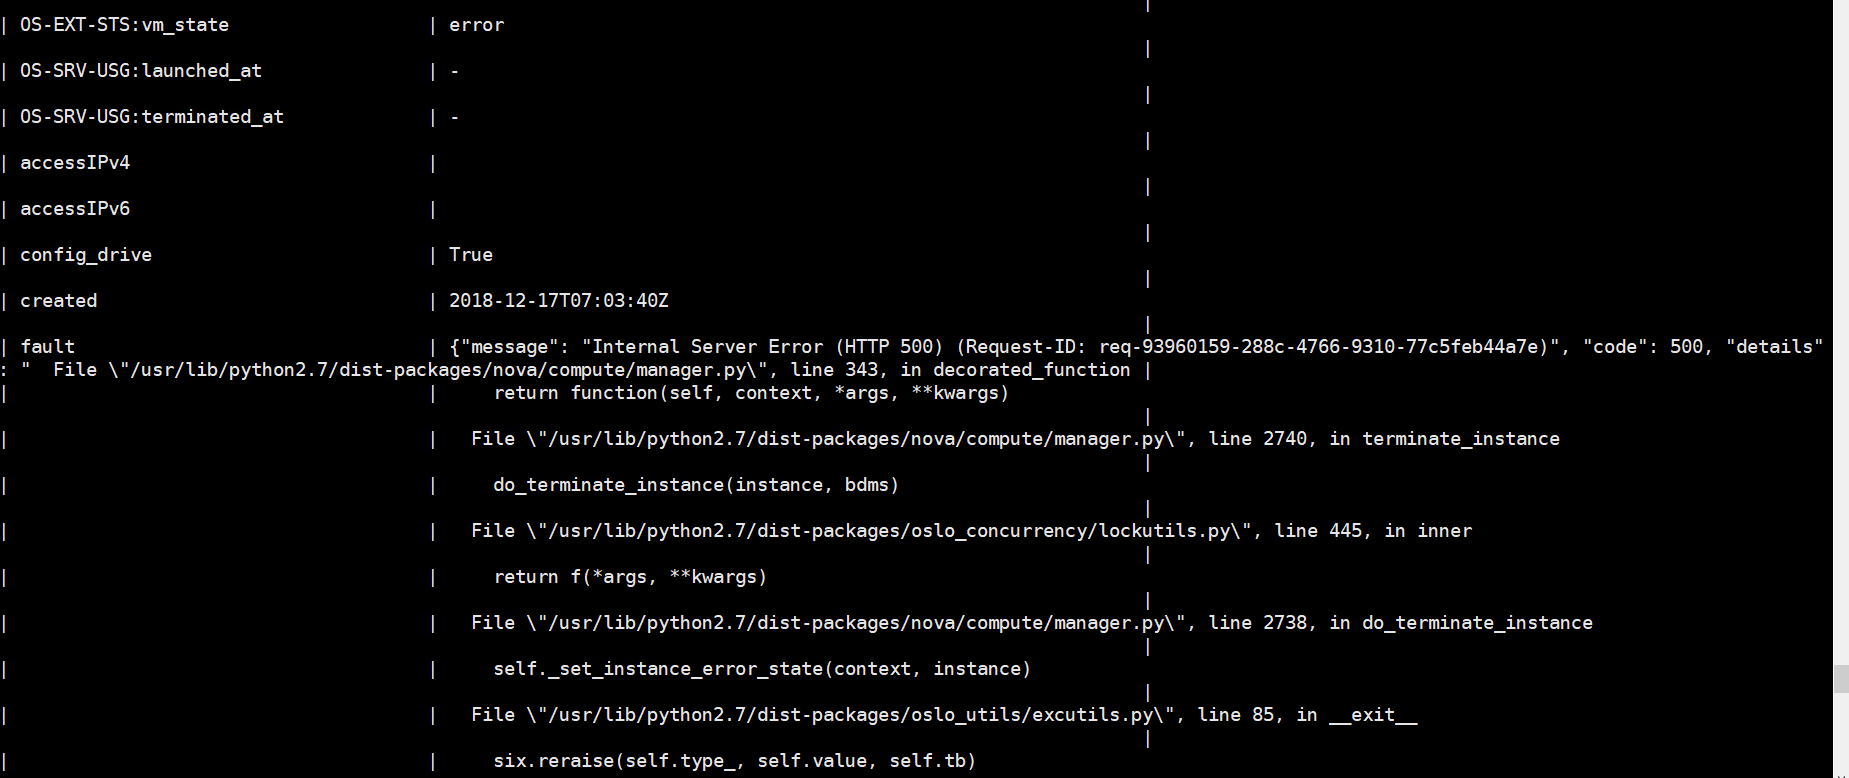 |
| OS-EXT-STS:vm_state | error
|
| OS-SRV-USG:launched_at | -
|
| OS-SRV-USG:terminated_at | -
|
| accessIPv4 |
|
| accessIPv6 |
|
| config_drive | True
|
| created | 2018-12-17T07:03:40Z
|
| fault | {"message": "Internal Server Error (HTTP 500) (Request-ID: req-93960159-288c-4766-9310-77c5feb44a7e)", "code": 500, "details"
: "  File \"/usr/lib/python2.7/dist-packages/nova/compute/manager.py\", line 343, in decorated_function |
| | return function(self, context, *args, **kwargs)
|
| | File \"/usr/lib/python2.7/dist-packages/nova/compute/manager.py\", line 2740, in terminate_instance
|
| | do_terminate_instance(instance, bdms)
|
| | File \"/usr/lib/python2.7/dist-packages/oslo_concurrency/lockutils.py\", line 445, in inner
|
| | return f(*args, **kwargs)
|
| | File \"/usr/lib/python2.7/dist-packages/nova/compute/manager.py\", line 2738, in do_terminate_instance
|
| | self._set_instance_error_state(context, instance)
|
| | File \"/usr/lib/python2.7/dist-packages/oslo_utils/excutils.py\", line 85, in __exit__
|
| | six.reraise(self.type_, self.value, self.tb)